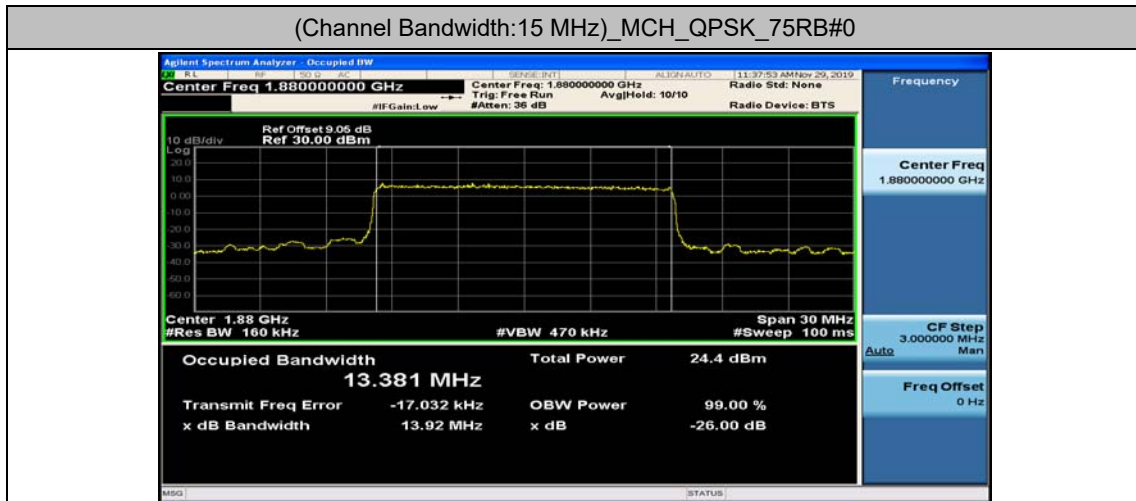 (Channel Bandwidth:15 MHz)_MCH_QPSK_75RB#0
Agilent Spectrum Analyzer - Occupied BW
RL RF 50 Ω AC SENSE:INT ALIGN AUTO 11:37:53 AM Nov 29, 2019
Center Freq 1.880000000 GHz Center Freq: 1.880000000 GHz Radio Std: None
Trig: Free Run Avg|Hold: 10/10
#IFGain:Low #Atten: 36 dB Radio Device: BTS
Ref Offset 9.05 dB
10 dB/div Ref 30.00 dBm
Log
20.0
10.0
0.00
-10.0
-20.0
-30.0
-40.0
-50.0
-60.0
Center 1.88 GHz Span 30 MHz
#Res BW 160 kHz #VBW 470 kHz #Sweep 100 ms
Occupied Bandwidth Total Power 24.4 dBm
13.381 MHz
Transmit Freq Error -17.032 kHz OBW Power 99.00 %
x dB Bandwidth 13.92 MHz x dB -26.00 dB
MSG STATUS
Frequency
Center Freq
1.880000000 GHz
CF Step
3.000000 MHz
Auto Man
Freq Offset
0 Hz